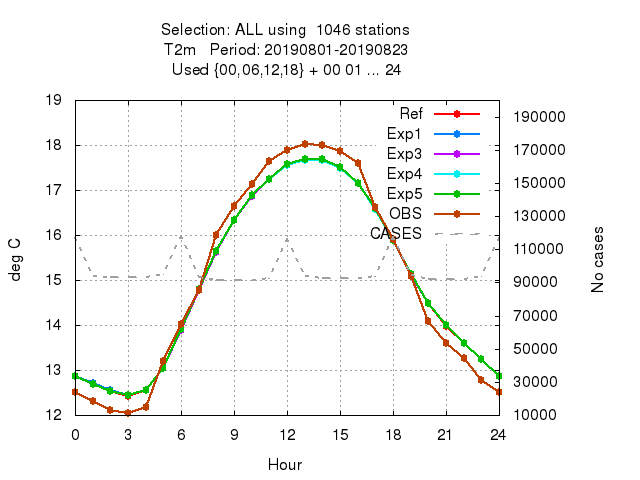 Selection: ALL using  1046 stations
T2m   Period: 20190801-20190823
Used {00,06,12,18} + 00 01 ... 24
19
18
17
16
15
14
13
12
deg C
Ref
Exp1
Exp3
Exp4
Exp5
OBS
CASES
190000
170000
150000
130000
110000
90000
70000
50000
30000
10000
No cases
0 3 6 9 12 15 18 21 24
Hour